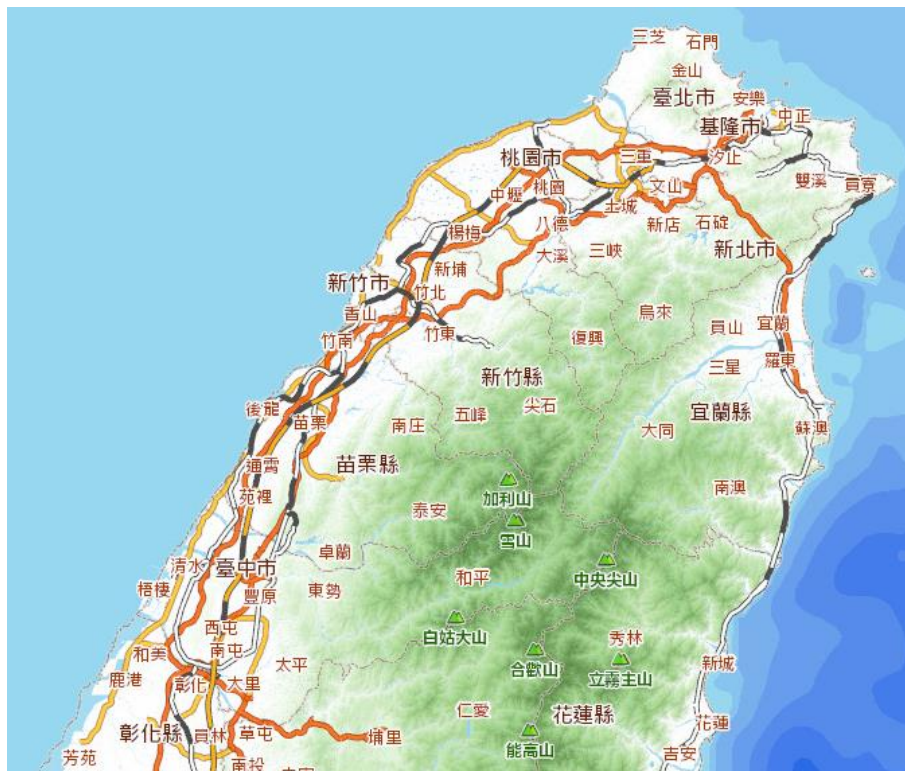 三芝
石門
金山
臺北市
安樂
中正
基隆市
桃園市
三重
汐止
中壢
桃園
文山
雙溪
貢寮
土城
八德
新店
石碇
楊梅
大溪
三峽
新北市
新埔
新竹市
竹北
香山
烏來
員山
宜蘭
竹南
竹東
復興
三星
羅東
新竹縣
後龍
苗栗
南庄
五峰
尖石
宜蘭縣
大同
蘇澳
通霄
苗栗縣
苑裡
加利山
南澳
泰安
雪山
卓蘭
清水
臺中市
和平
中央尖山
梧棲
豐原
東勢
西屯
白姑大山
秀林
和美
南屯
太平
合歡山
新城
鹿港
彰化
大里
立霧主山
仁愛
花蓮縣
花蓮
彰化縣
員林
草屯
埔里
能高山
芳苑
南投
吉安